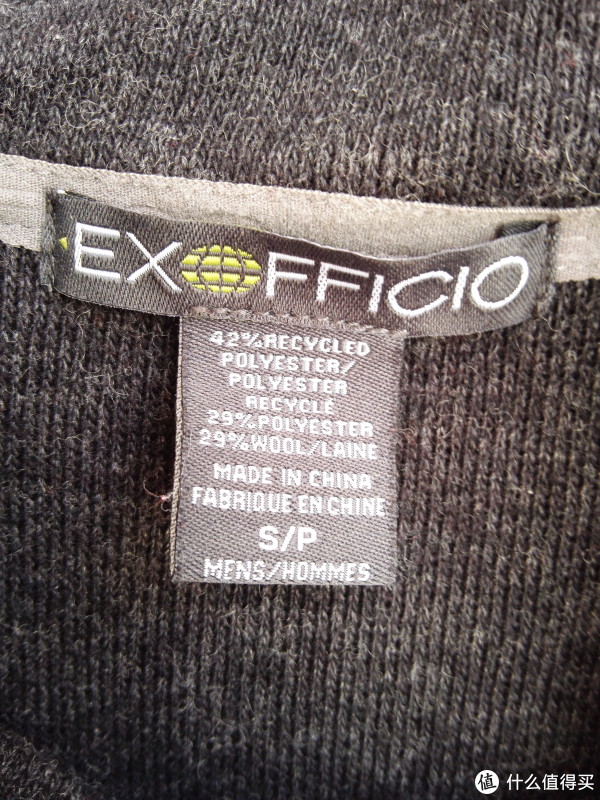 EXOFFICIO
42%RECYCLED
POLYESTER/
POLYESTER
RECYCLÉ
29%POLYESTER
29%WOOL/LAINE
MADE IN CHINA
FABRIQUE EN CHINE
S/P
MENS/HOMMES
值 什么值得买